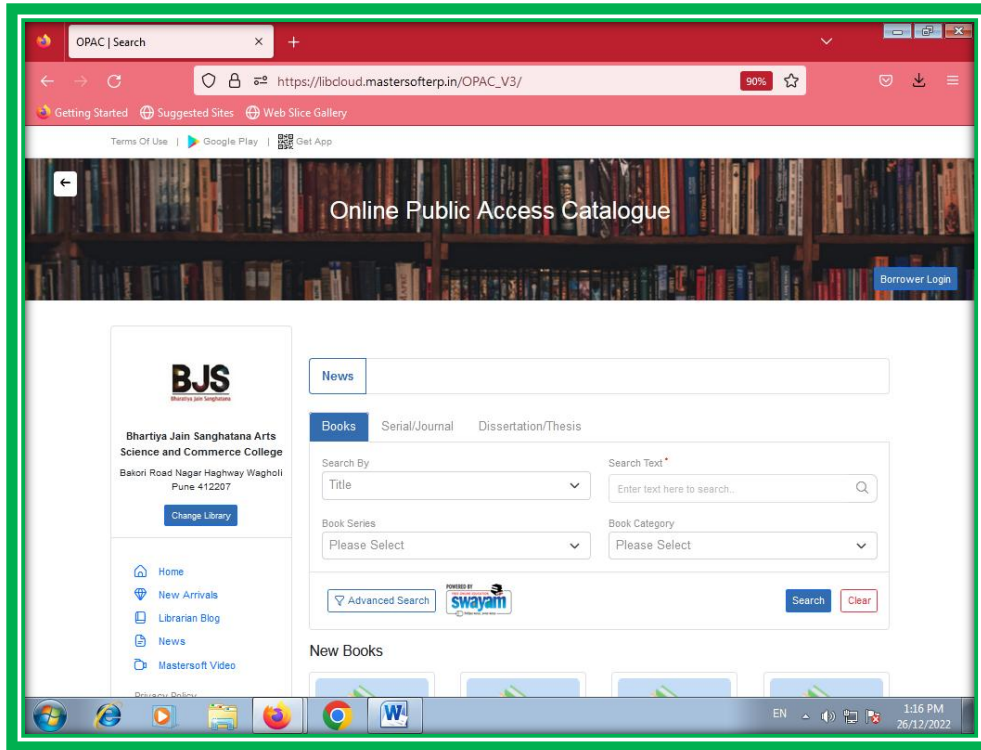 OPAC | Search
https://libcloud.mastersofterp.in/OPAC_V3/
90%
Getting Started Suggested Sites Web Slice Gallery
Terms Of Use | Google Play | Get App
Online Public Access Catalogue
Borrower Login
BJS
Bharatiya Jain Sanghatana
Bhartiya Jain Sanghatana Arts
Science and Commerce College
Bakori Road Nagar Haghway Wagholi
Pune 412207
Change Library
Home
New Arrivals
Librarian Blog
News
Mastersoft Video
Privacy Policy
News
Books Serial/Journal Dissertation/Thesis
Search By Search Text*
Title Enter text here to search..
Book Series Book Category
Please Select Please Select
Advanced Search POWERED BY swayam Search Clear
New Books
EN 1:16 PM
26/12/2022